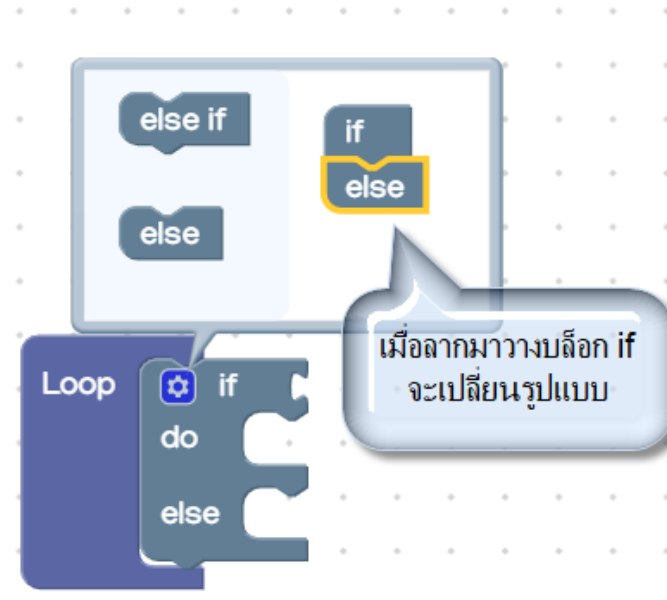 else if
if
else
else
เมื่อลากมาวางบล็อก if
จะเปลี่ยนรูปแบบ
Loop
if
do
else